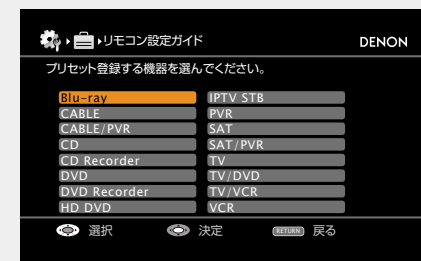 リモコン設定ガイド DENON
プリセット登録する機器を選んでください。
Blu-ray IPTV STB
CABLE PVR
CABLE/PVR SAT
CD SAT/PVR
CD Recorder TV
DVD TV/DVD
DVD Recorder TV/VCR
HD DVD VCR
選択 決定 RETURN 戻る